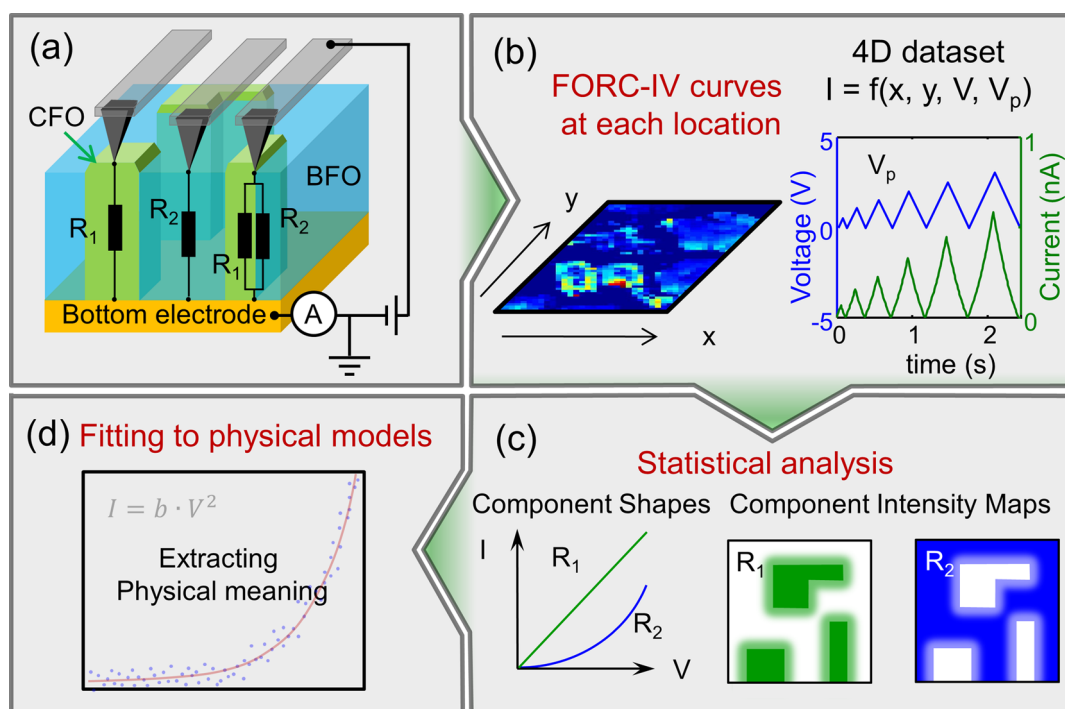 (a)
CFO
BFO
R₁
R₂
R₂
R₁
Bottom electrode
A
(b)
FORC-IV curves
at each location
4D dataset
I = f(x, y, V, Vₚ)
y
x
Vₚ
5
0
-5
Voltage (V)
1
0
Current (nA)
0 1 2
time (s)
(d) Fitting to physical models
I = b · V²
Extracting
Physical meaning
(c)
Statistical analysis
Component Shapes
Component Intensity Maps
I
R₁
R₂
V
R₁
R₂